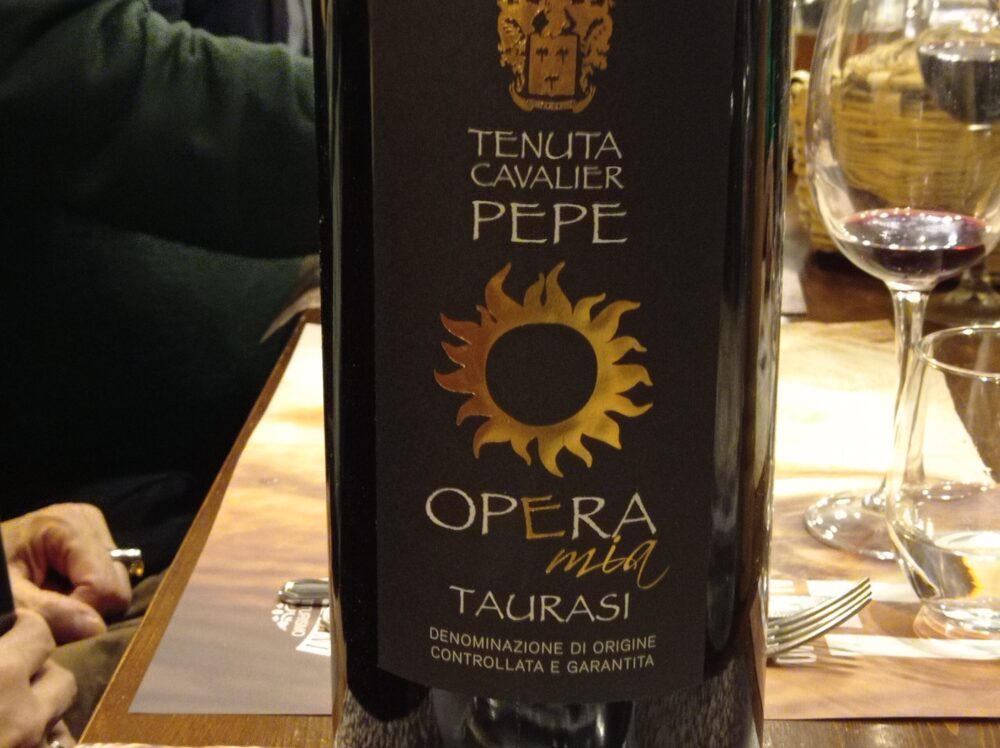 TENUTA
CAVALIER
PEPE
OPERA
mia
TAURASI
DENOMINAZIONE DI ORIGINE
CONTROLLATA E GARANTITA